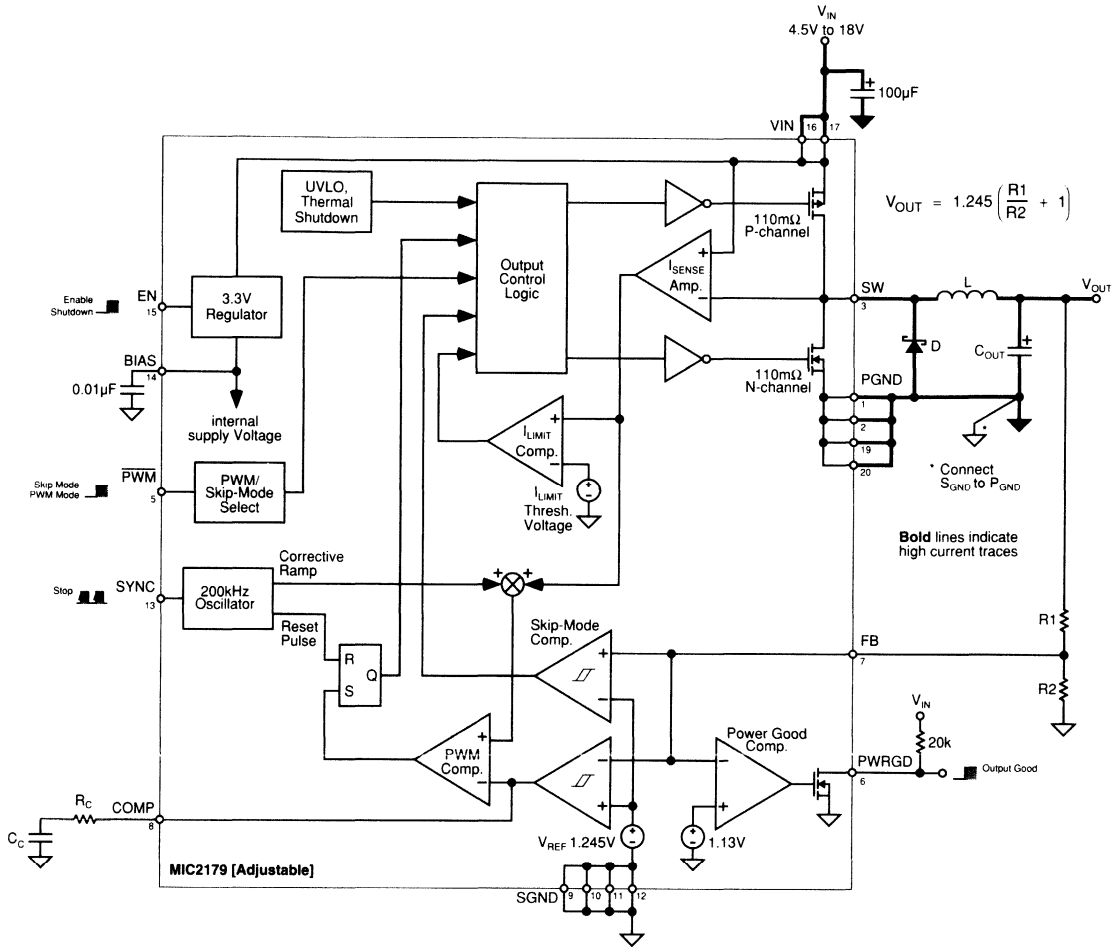 VIN
4.5V to 18V
+
100µF
VIN
16
17
UVLO,
Thermal
Shutdown
Output
Control
Logic
110mΩ
P-channel
VOUT = 1.245 (R1/R2 + 1)
ISENSE
Amp.
+
−
Enable
Shutdown
EN
15
3.3V
Regulator
SW
3
L
VOUT
D
COUT
+
BIAS
14
0.01µF
internal
supply Voltage
110mΩ
N-channel
PGND
1
2
19
20
*
* Connect
SGND to PGND
ILIMIT
Comp.
+
−
ILIMIT
Thresh.
Voltage
+
−
Skip Mode
PWM Mode
PWM
5
PWM/
Skip-Mode
Select
Bold lines indicate
high current traces
Stop
SYNC
13
200kHz
Oscillator
Corrective
Ramp
+
+
Reset
Pulse
R
S
Q
Skip-Mode
Comp.
+
−
FB
7
R1
R2
PWM
Comp.
+
−
−
+
Power Good
Comp.
−
+
VIN
20k
PWRGD
6
Output Good
RC
COMP
8
CC
VREF 1.245V
+
−
+
−
1.13V
MIC2179 [Adjustable]
SGND
9
10
11
12